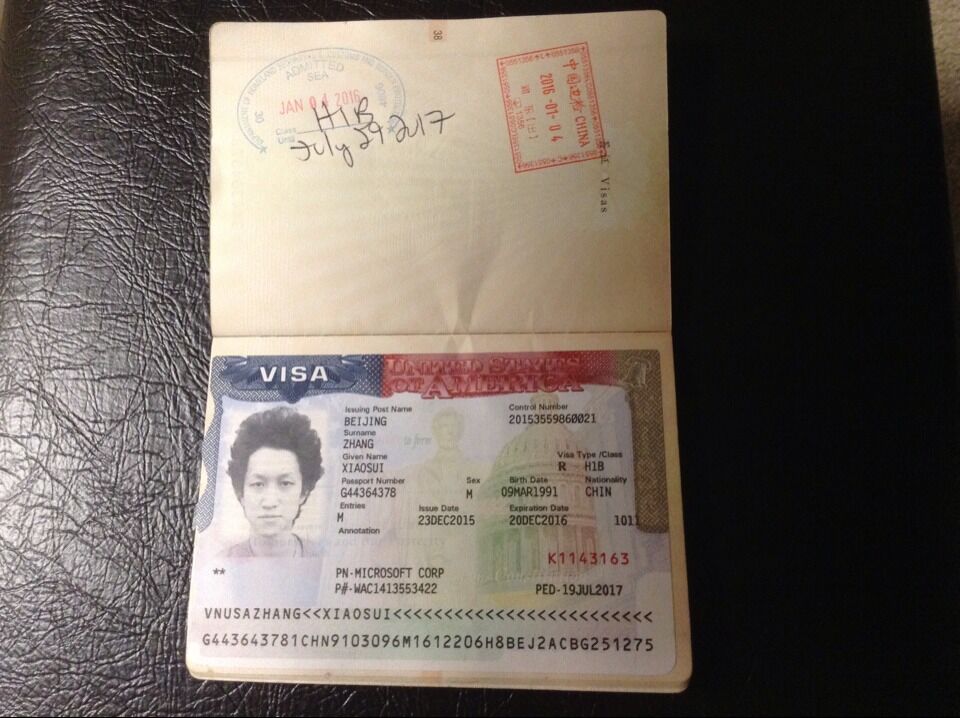 38
ADMITTED
SEA
JAN 04 2016
Class H1B
Until July 29 2017
中国边检 CHINA
2016-01-04
Visas
VISA
UNITED STATES
OF AMERICA
Issuing Post Name Control Number
BEIJING 20153559860021
Surname
ZHANG
Given Name Visa Type /Class
XIAOSUI R H1B
Passport Number Sex Birth Date Nationality
G44364378 M 09MAR1991 CHIN
Entries Issue Date Expiration Date
M 23DEC2015 20DEC2016 1011
Annotation
K1143163
**
PN-MICROSOFT CORP
P#-WAC1413553422 PED-19JUL2017
VNUSAZHANG<<XIAOSUI<<<<<<<<<<<<<<<<<<<<<<<<<
G443643781CHN9103096M1612206H8BEJ2ACBG251275